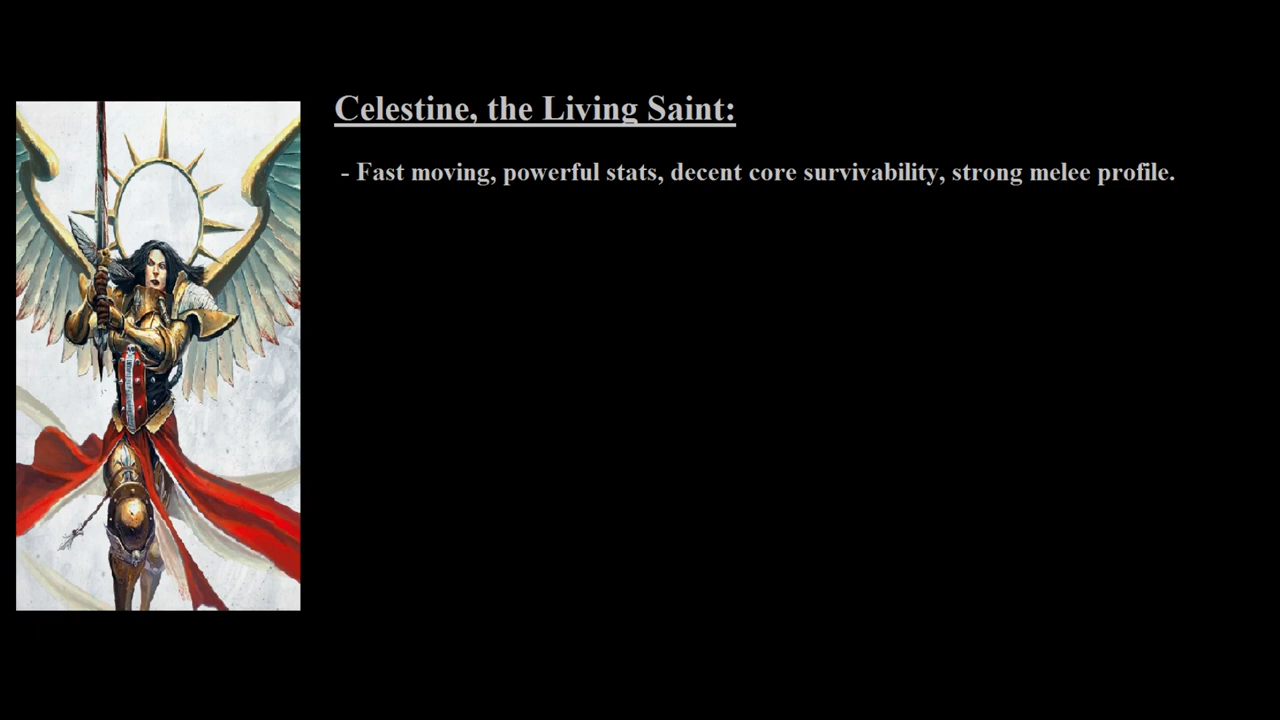 Celestine, the Living Saint:
- Fast moving, powerful stats, decent core survivability, strong melee profile.